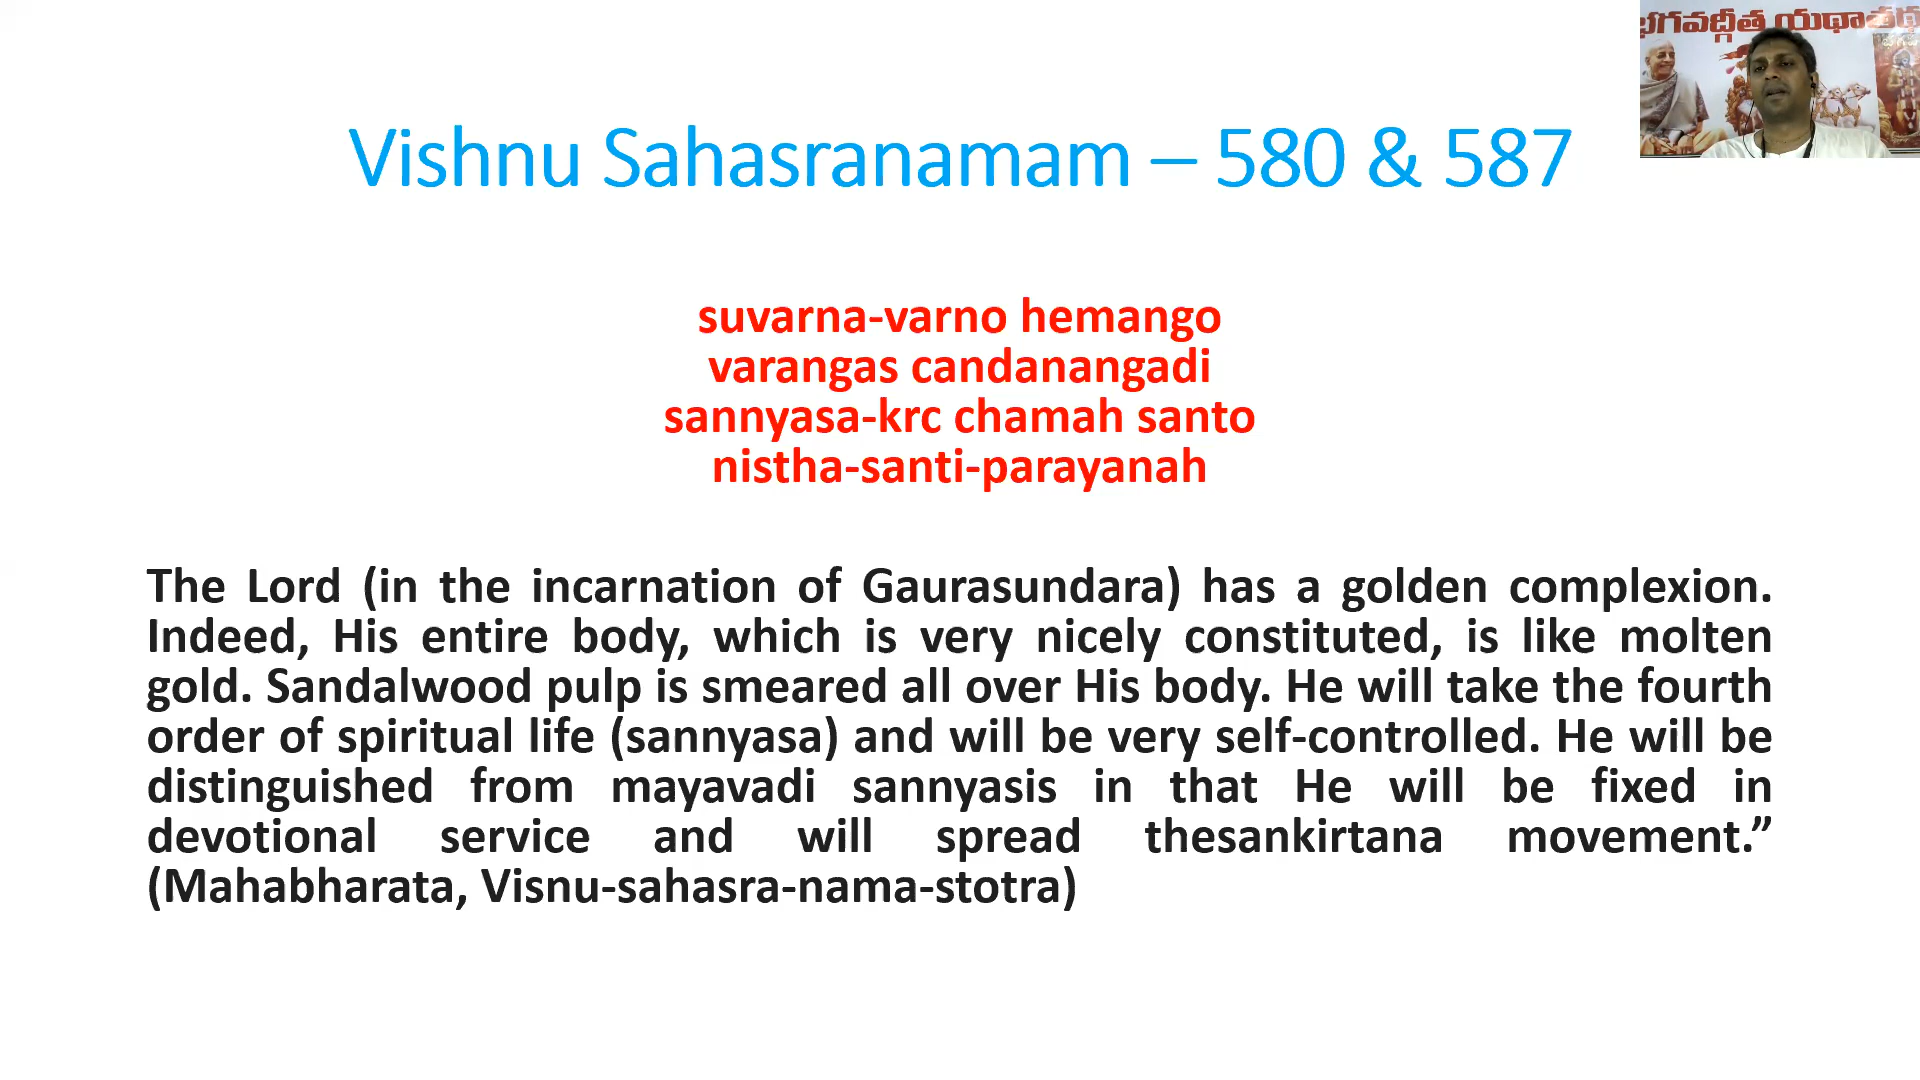 భగవద్గీత యథాతథ
Vishnu Sahasranamam – 580 & 587
suvarna-varno hemango
varangas candanangadi
sannyasa-krc chamah santo
nistha-santi-parayanah
The Lord (in the incarnation of Gaurasundara) has a golden complexion.
Indeed, His entire body, which is very nicely constituted, is like molten
gold. Sandalwood pulp is smeared all over His body. He will take the fourth
order of spiritual life (sannyasa) and will be very self-controlled. He will be
distinguished from mayavadi sannyasis in that He will be fixed in
devotional service and will spread thesankirtana movement.”
(Mahabharata, Visnu-sahasra-nama-stotra)